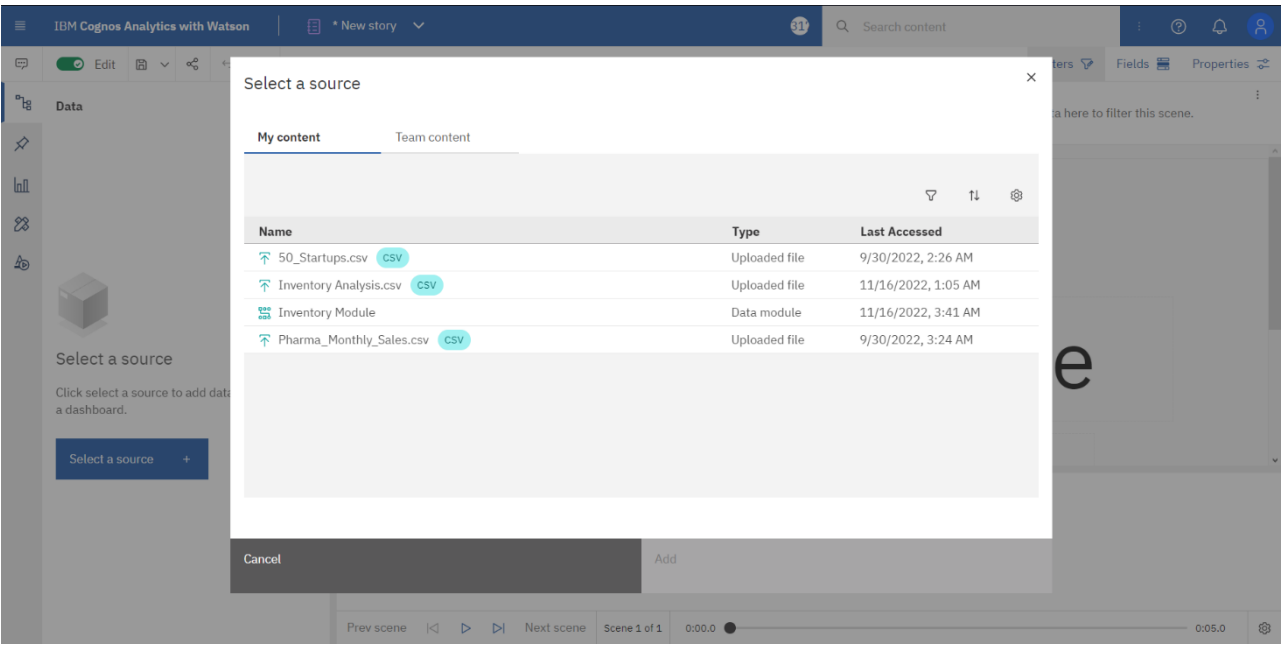 IBM Cognos Analytics with Watson
* New story
Search content
Edit
ters
Fields
Properties
Data
a here to filter this scene.
Select a source
My content
Team content
Name Type Last Accessed
50_Startups.csv CSV Uploaded file 9/30/2022, 2:26 AM
Inventory Analysis.csv CSV Uploaded file 11/16/2022, 1:05 AM
Inventory Module Data module 11/16/2022, 3:41 AM
Pharma_Monthly_Sales.csv CSV Uploaded file 9/30/2022, 3:24 AM
Select a source
Click select a source to add data
a dashboard.
Select a source +
e
Cancel
Add
Prev scene
Next scene
Scene 1 of 1
0:00.0
0:05.0